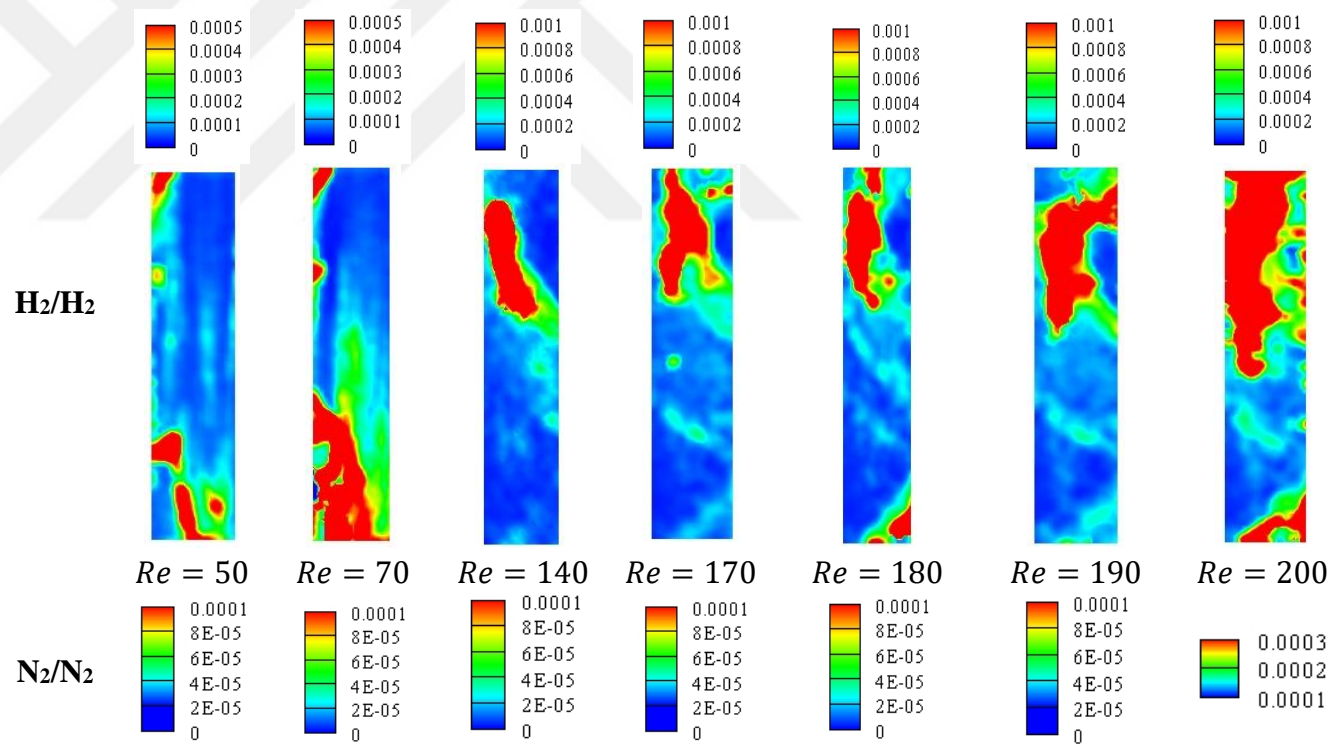 0.0005 0.0005 0.001 0.001 0.001 0.001 0.001
0.0004 0.0004 0.0008 0.0008 0.0008 0.0008 0.0008
0.0003 0.0003 0.0006 0.0006 0.0006 0.0006 0.0006
0.0002 0.0002 0.0004 0.0004 0.0004 0.0004 0.0004
0.0001 0.0001 0.0002 0.0002 0.0002 0.0002 0.0002
0 0 0 0 0 0 0
H₂/H₂
Re = 50 Re = 70 Re = 140 Re = 170 Re = 180 Re = 190 Re = 200
N₂/N₂
0.0001 0.0001 0.0001 0.0001 0.0001 0.0001 0.0003
8E-05 8E-05 8E-05 8E-05 8E-05 8E-05 0.0002
6E-05 6E-05 6E-05 6E-05 6E-05 6E-05 0.0001
4E-05 4E-05 4E-05 4E-05 4E-05 4E-05
2E-05 2E-05 2E-05 2E-05 2E-05 2E-05
0 0 0 0 0 0